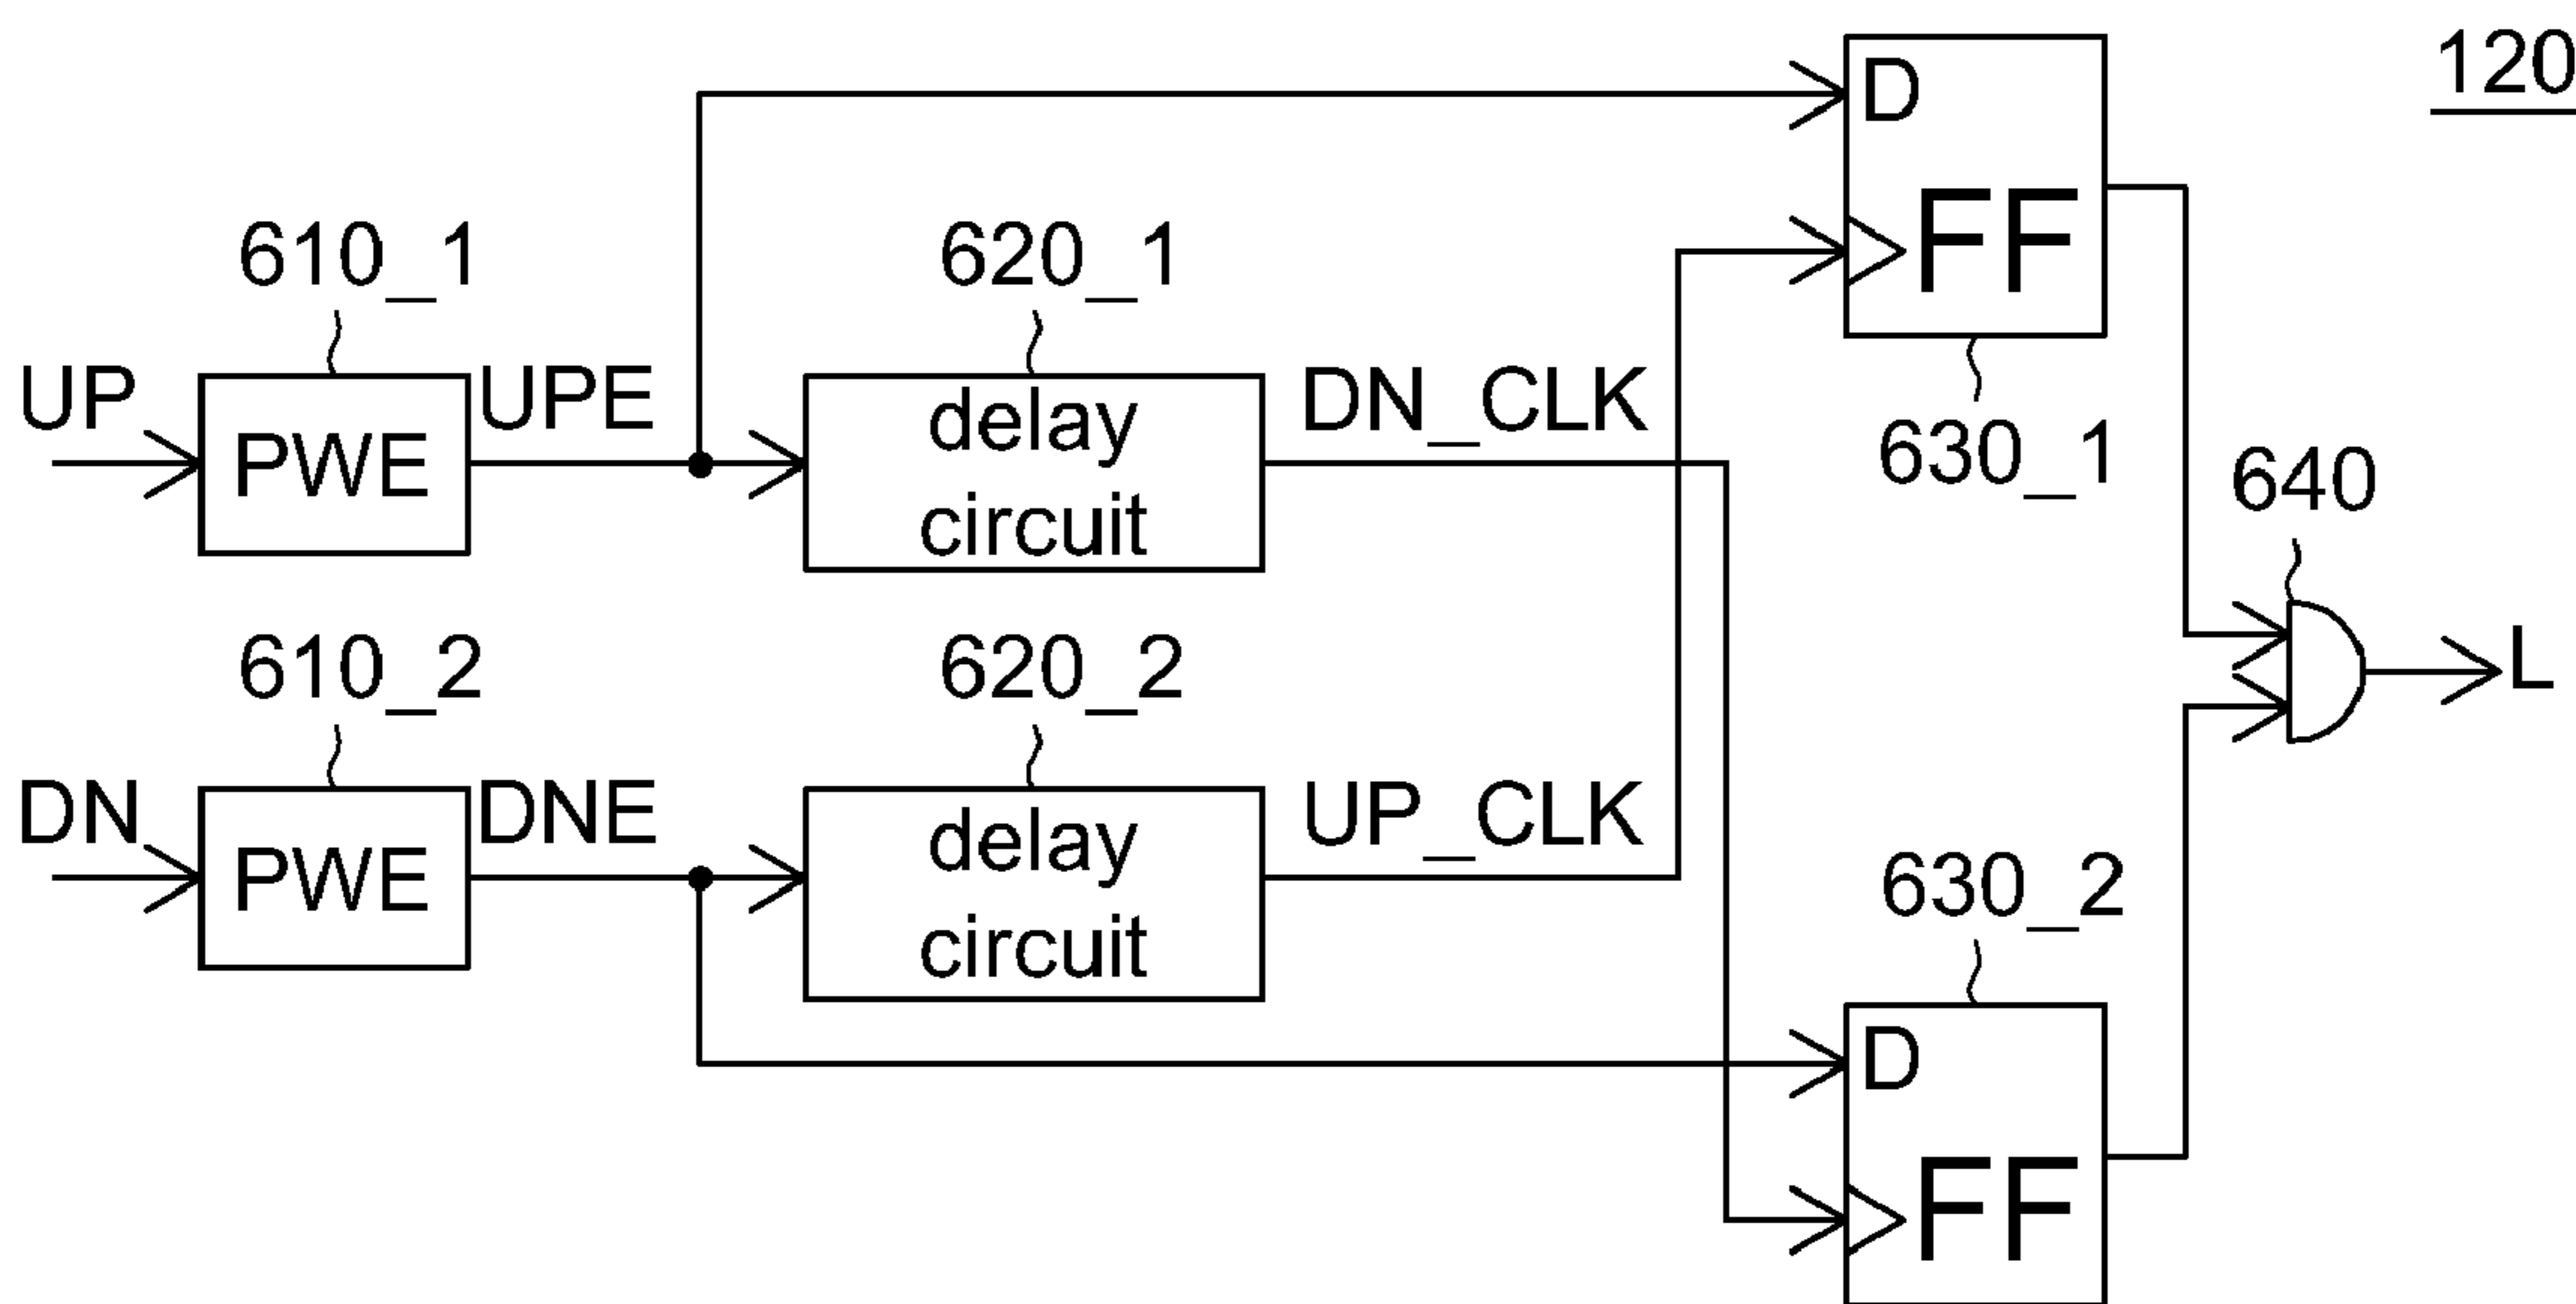 120
D
FF
630_1
610_1
620_1
UP
PWE
UPE
delay
circuit
DN_CLK
640
L
610_2
620_2
DN
PWE
DNE
delay
circuit
UP_CLK
630_2
D
FF